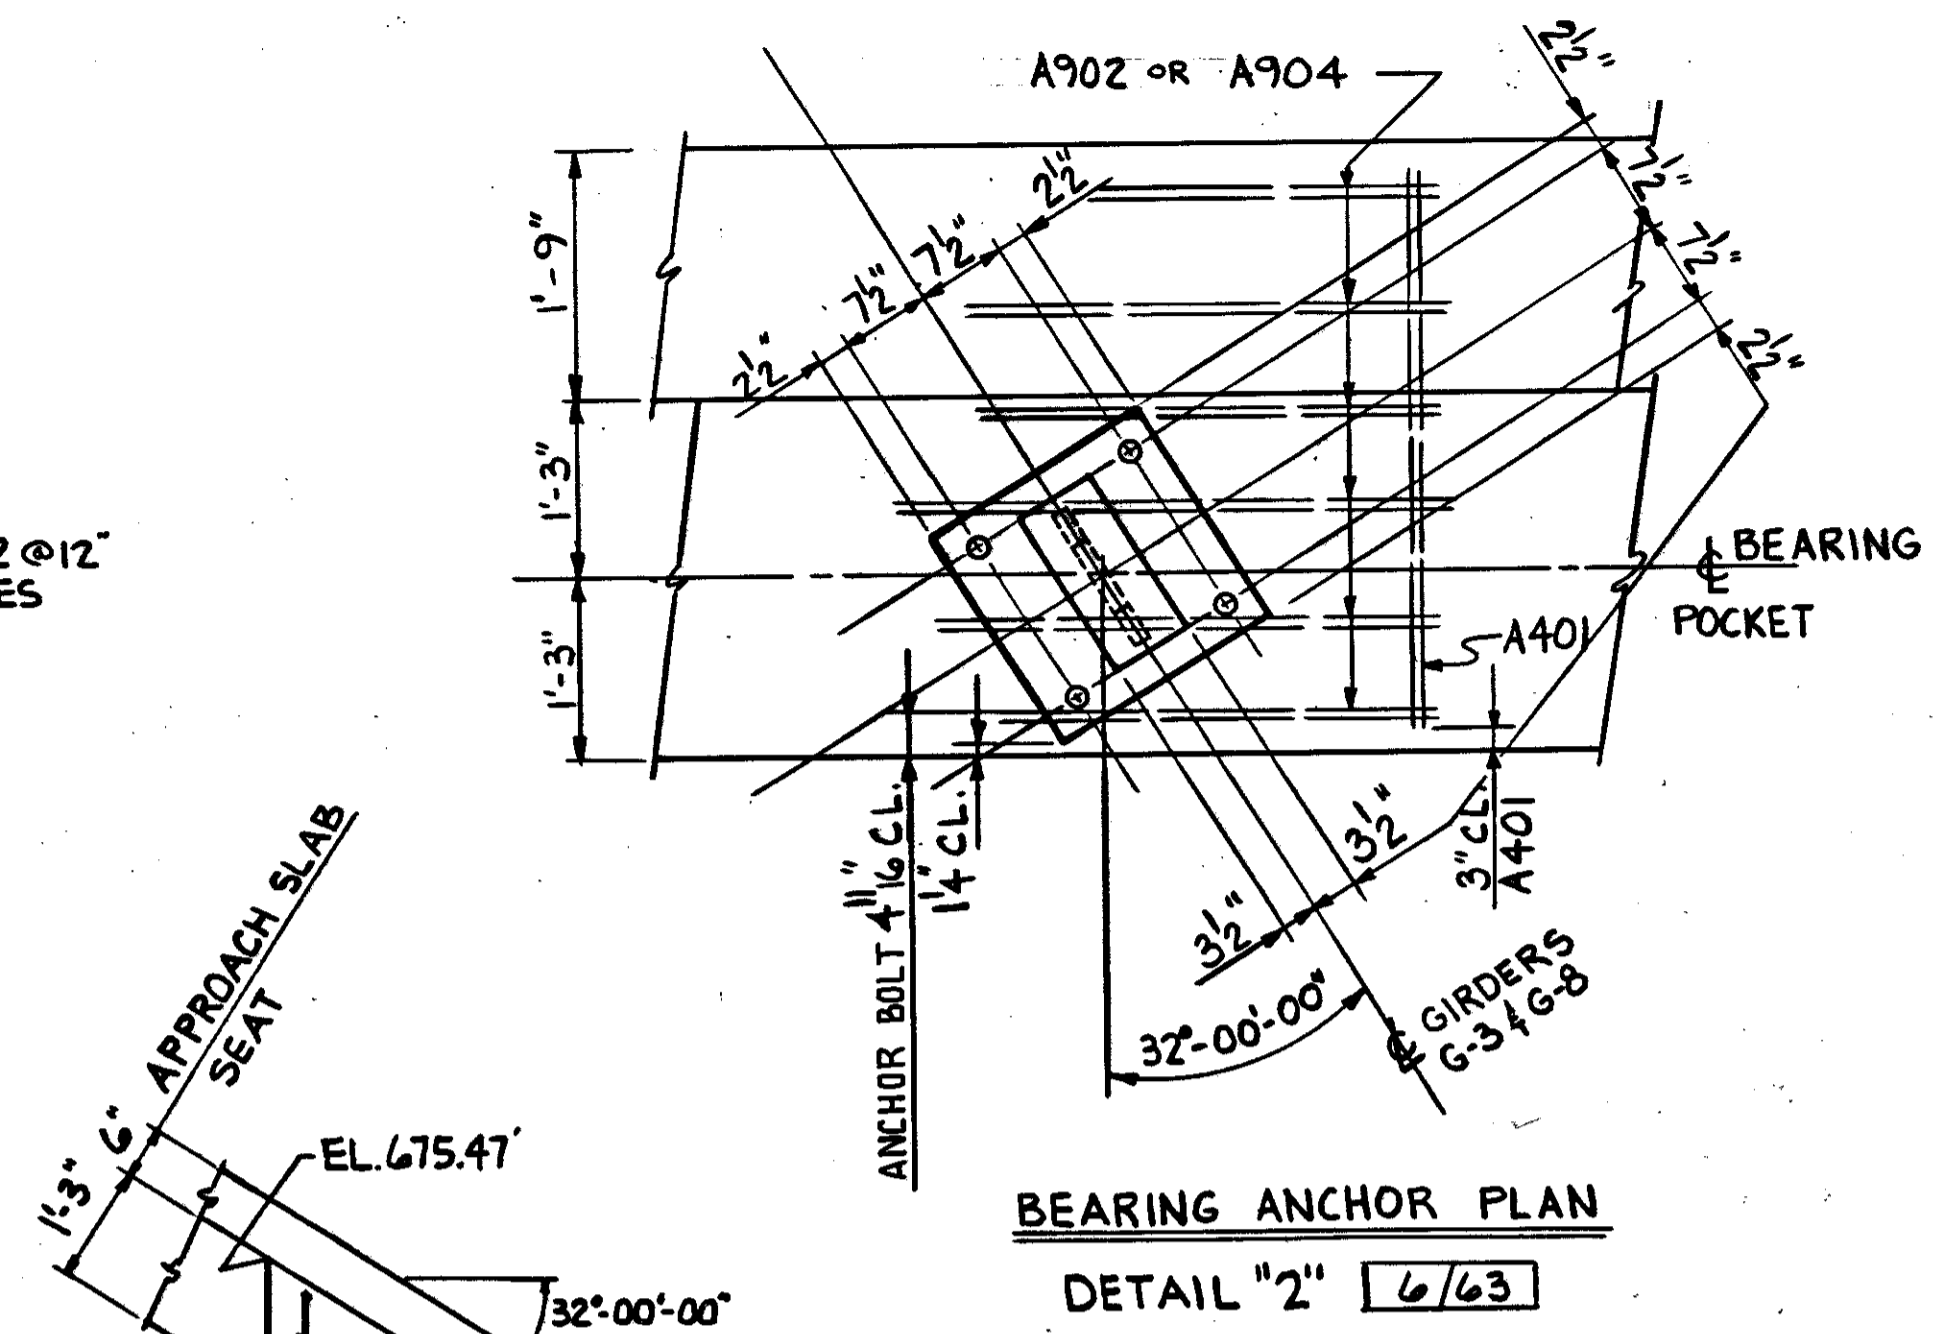 A902 OR A904
2½"
7½"
7½"
2½"
2½"
7½"
7½"
2½"
1'-9"
1'-3"
1'-3"
2 @ 12"
ES
℄ BEARING
POCKET
A401
ANCHOR BOLT 4 11/16" CL.
1¼" CL.
3" CL.
A401
3½"
3½"
32°-00'-00"
℄ GIRDERS
G-3 & G-8
APPROACH SLAB
SEAT
6"
1'-3"
EL.675.47'
32°-00'-00"
BEARING ANCHOR PLAN
DETAIL "2" 6/63